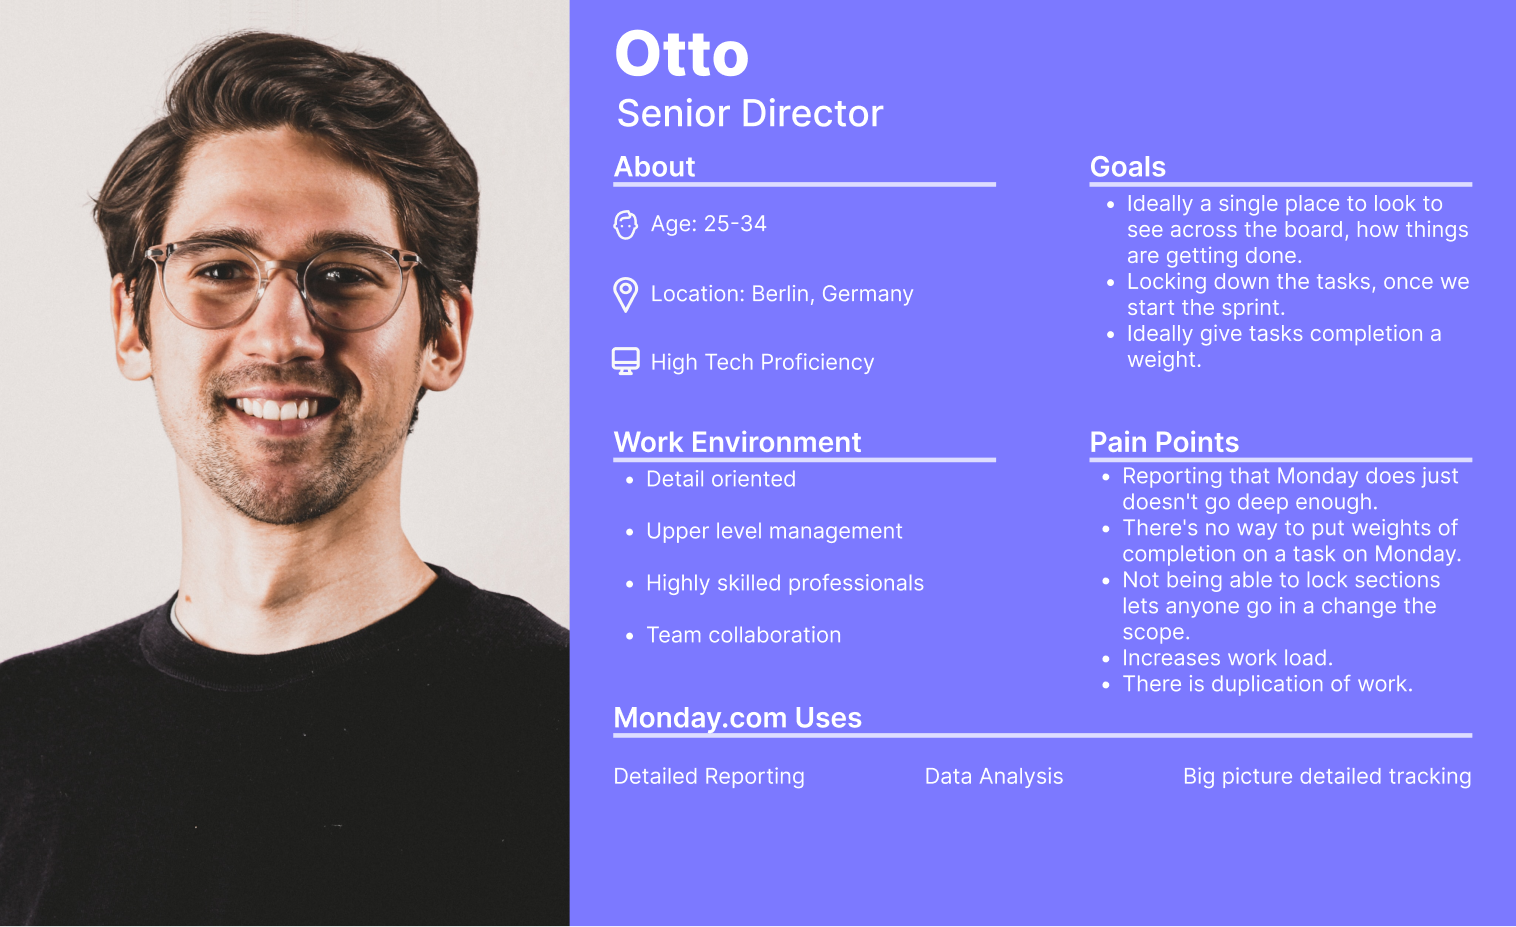 Otto
Senior Director
About
Age: 25-34
Location: Berlin, Germany
High Tech Proficiency
Goals
• Ideally a single place to look to
see across the board, how things
are getting done.
• Locking down the tasks, once we
start the sprint.
• Ideally give tasks completion a
weight.
Work Environment
• Detail oriented
• Upper level management
• Highly skilled professionals
• Team collaboration
Pain Points
• Reporting that Monday does just
doesn't go deep enough.
• There's no way to put weights of
completion on a task on Monday.
• Not being able to lock sections
lets anyone go in a change the
scope.
• Increases work load.
• There is duplication of work.
Monday.com Uses
Detailed Reporting
Data Analysis
Big picture detailed tracking